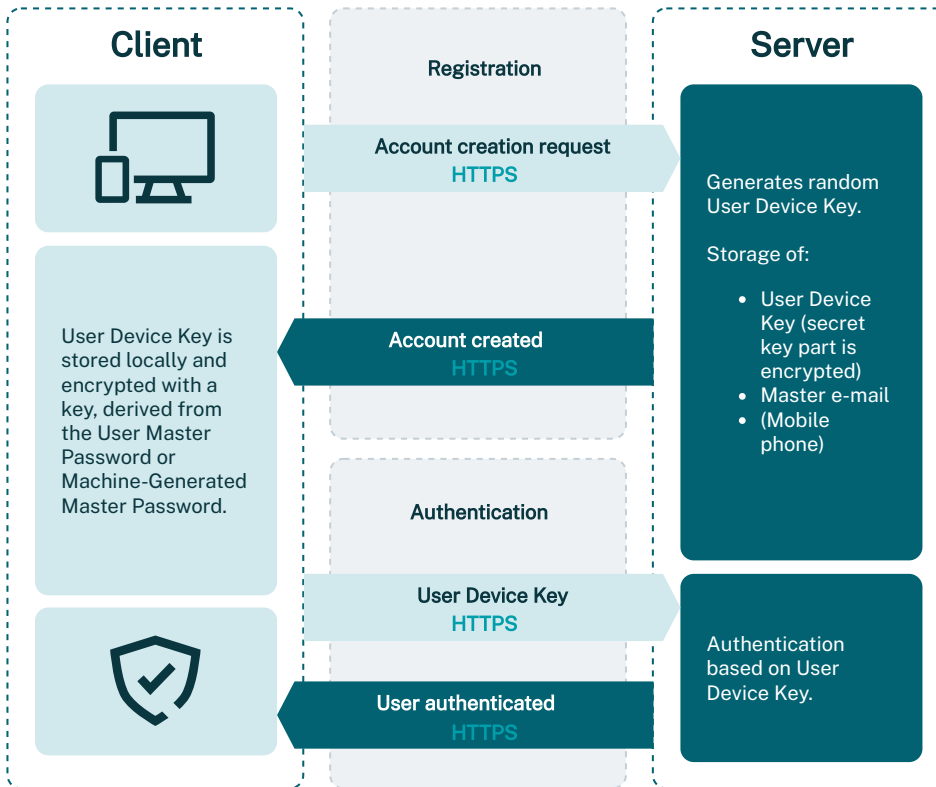 Client
Registration
Server
Account creation request
HTTPS
Generates random
User Device Key.
Storage of:
• User Device
Key (secret
key part is
encrypted)
• Master e-mail
• (Mobile
phone)
User Device Key is
stored locally and
encrypted with a
key, derived from
the User Master
Password or
Machine-Generated
Master Password.
Account created
HTTPS
Authentication
User Device Key
HTTPS
Authentication
based on User
Device Key.
User authenticated
HTTPS